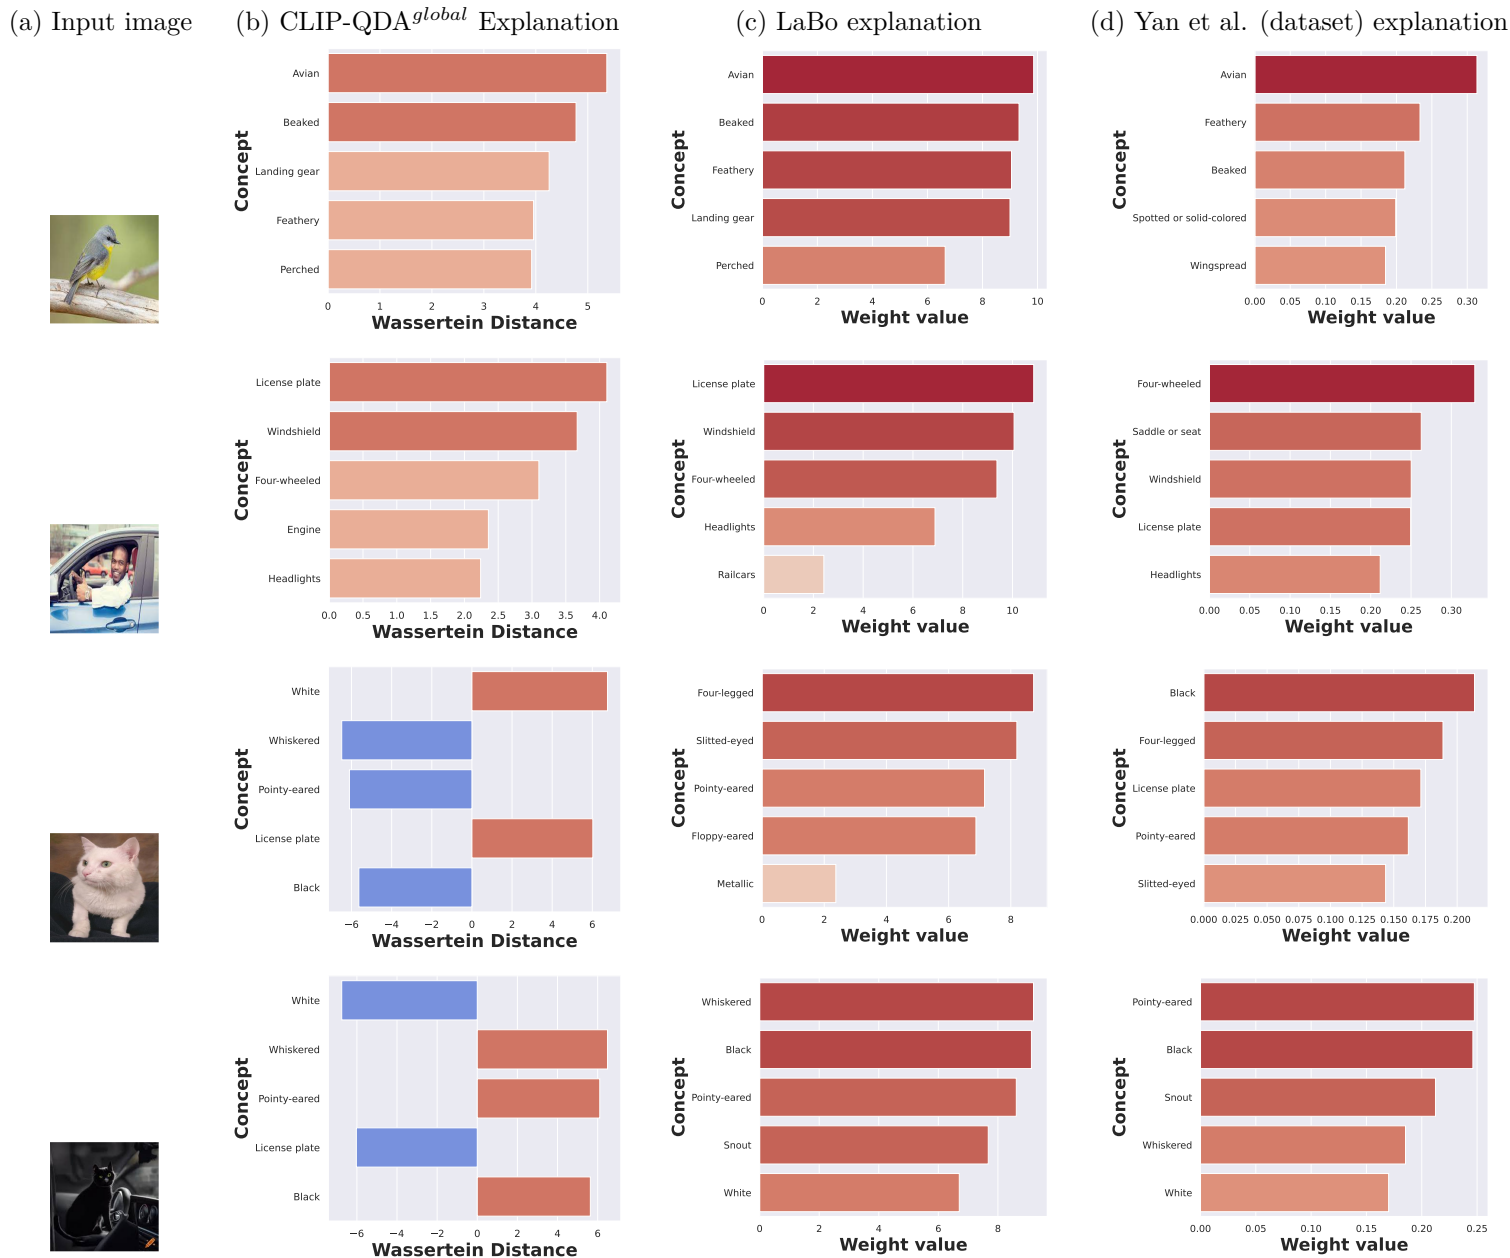 (a) Input image (b) CLIP-QDA^global Explanation (c) LaBo explanation (d) Yan et al. (dataset) explanation
Concept
Avian
Beaked
Landing gear
Feathery
Perched
0 1 2 3 4 5
Wassertein Distance
Concept
Avian
Beaked
Feathery
Landing gear
Perched
0 2 4 6 8 10
Weight value
Concept
Avian
Feathery
Beaked
Spotted or solid-colored
Wingspread
0.00 0.05 0.10 0.15 0.20 0.25 0.30
Weight value
Concept
License plate
Windshield
Four-wheeled
Engine
Headlights
0.0 0.5 1.0 1.5 2.0 2.5 3.0 3.5 4.0
Wassertein Distance
Concept
License plate
Windshield
Four-wheeled
Headlights
Railcars
0 2 4 6 8 10
Weight value
Concept
Four-wheeled
Saddle or seat
Windshield
License plate
Headlights
0.00 0.05 0.10 0.15 0.20 0.25 0.30
Weight value
Concept
White
Whiskered
Pointy-eared
License plate
Black
−6 −4 −2 0 2 4 6
Wassertein Distance
Concept
Four-legged
Slitted-eyed
Pointy-eared
Floppy-eared
Metallic
0 2 4 6 8
Weight value
Concept
Black
Four-legged
License plate
Pointy-eared
Slitted-eyed
0.000 0.025 0.050 0.075 0.100 0.125 0.150 0.175 0.200
Weight value
Concept
White
Whiskered
Pointy-eared
License plate
Black
−6 −4 −2 0 2 4 6
Wassertein Distance
Concept
Whiskered
Black
Pointy-eared
Snout
White
0 2 4 6 8
Weight value
Concept
Pointy-eared
Black
Snout
Whiskered
White
0.00 0.05 0.10 0.15 0.20 0.25
Weight value